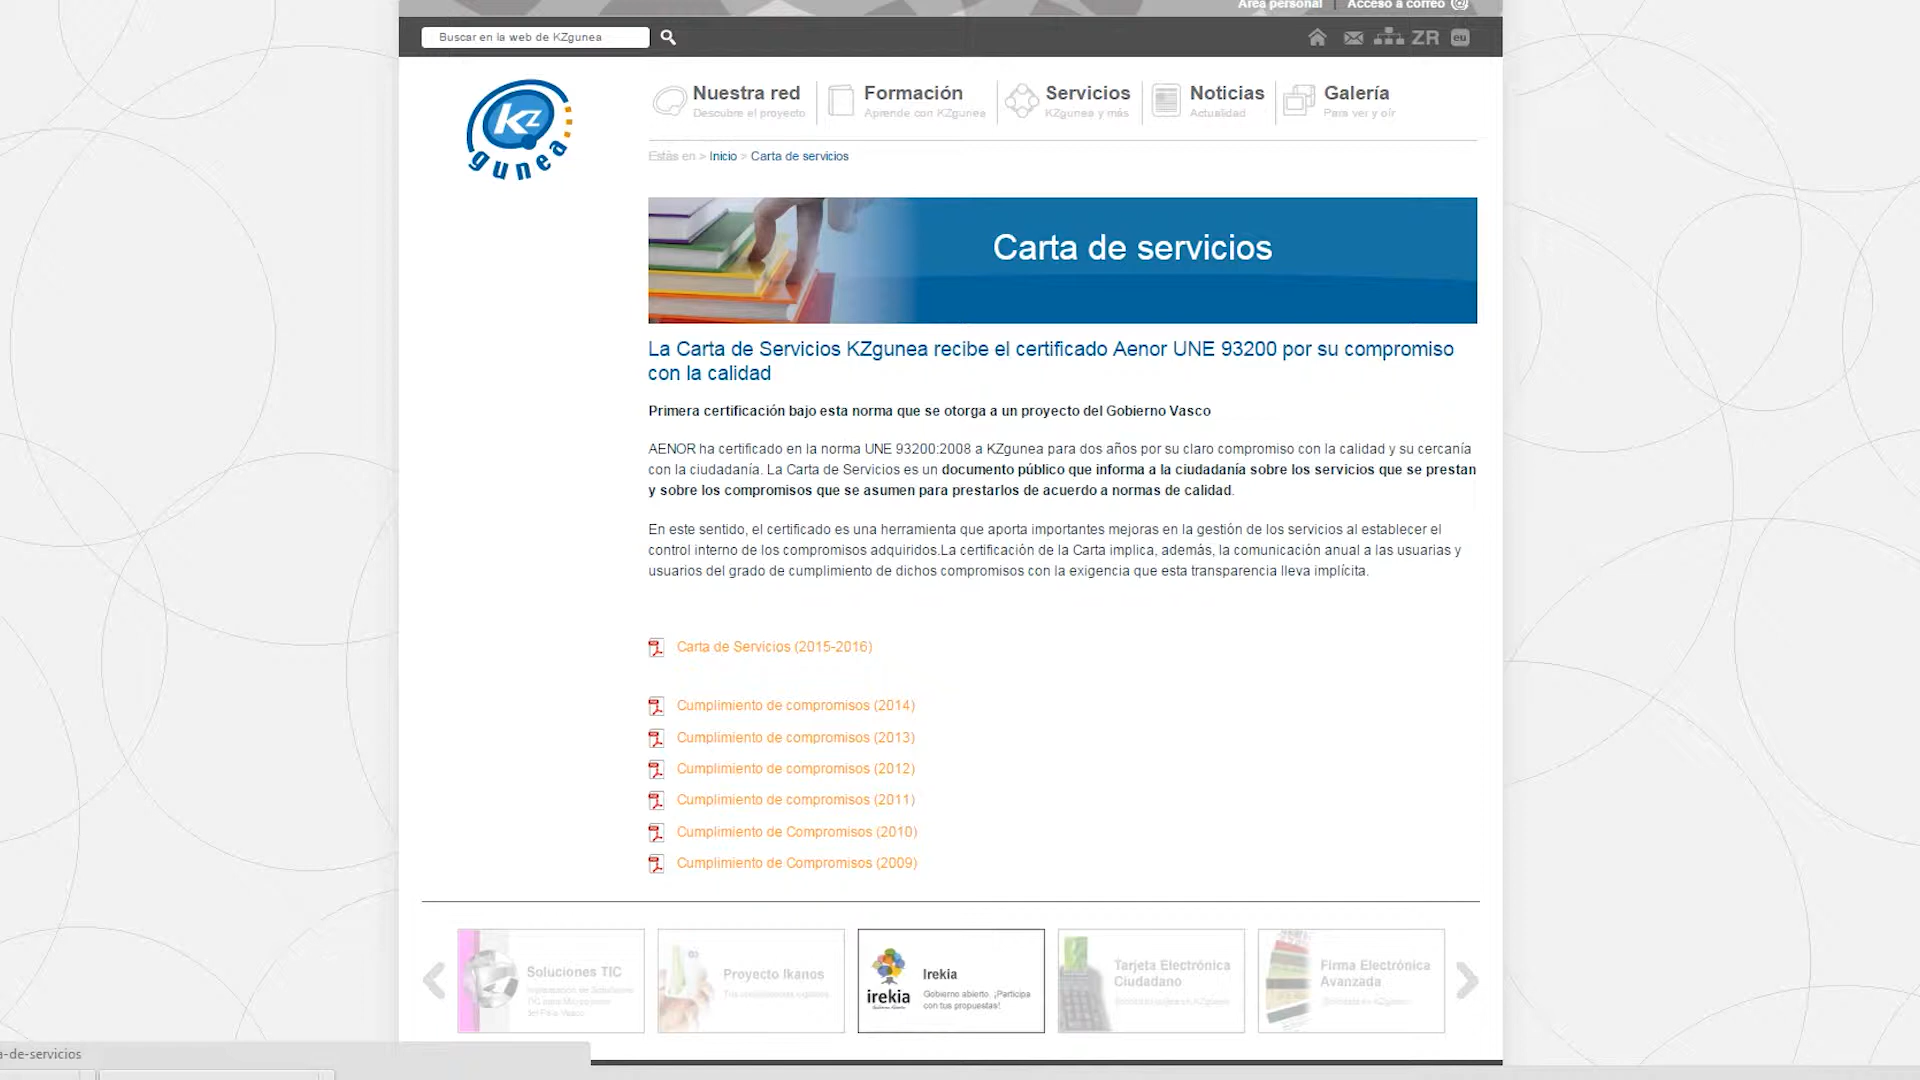 Área personal | Acceso a correo @
Buscar en la web de KZgunea
ZR eu
KZ gunea
Nuestra red
Descubre el proyecto
Formación
Aprende con KZgunea
Servicios
KZgunea y más
Noticias
Actualidad
Galería
Para ver y oír
Estás en > Inicio > Carta de servicios
Carta de servicios
La Carta de Servicios KZgunea recibe el certificado Aenor UNE 93200 por su compromiso
con la calidad
Primera certificación bajo esta norma que se otorga a un proyecto del Gobierno Vasco
AENOR ha certificado en la norma UNE 93200:2008 a KZgunea para dos años por su claro compromiso con la calidad y su cercanía
con la ciudadanía. La Carta de Servicios es un documento público que informa a la ciudadanía sobre los servicios que se prestan
y sobre los compromisos que se asumen para prestarlos de acuerdo a normas de calidad.
En este sentido, el certificado es una herramienta que aporta importantes mejoras en la gestión de los servicios al establecer el
control interno de los compromisos adquiridos.La certificación de la Carta implica, además, la comunicación anual a las usuarias y
usuarios del grado de cumplimiento de dichos compromisos con la exigencia que esta transparencia lleva implícita.
Carta de Servicios (2015-2016)
Cumplimiento de compromisos (2014)
Cumplimiento de compromisos (2013)
Cumplimiento de compromisos (2012)
Cumplimiento de compromisos (2011)
Cumplimiento de Compromisos (2010)
Cumplimiento de Compromisos (2009)
Soluciones TIC
del País Vasco
Proyecto Ikanos
irekia
Irekia
Gobierno abierto. ¡Participa
con tus propuestas!
Tarjeta Electrónica
Ciudadano
Firma Electrónica
Avanzada
a-de-servicios